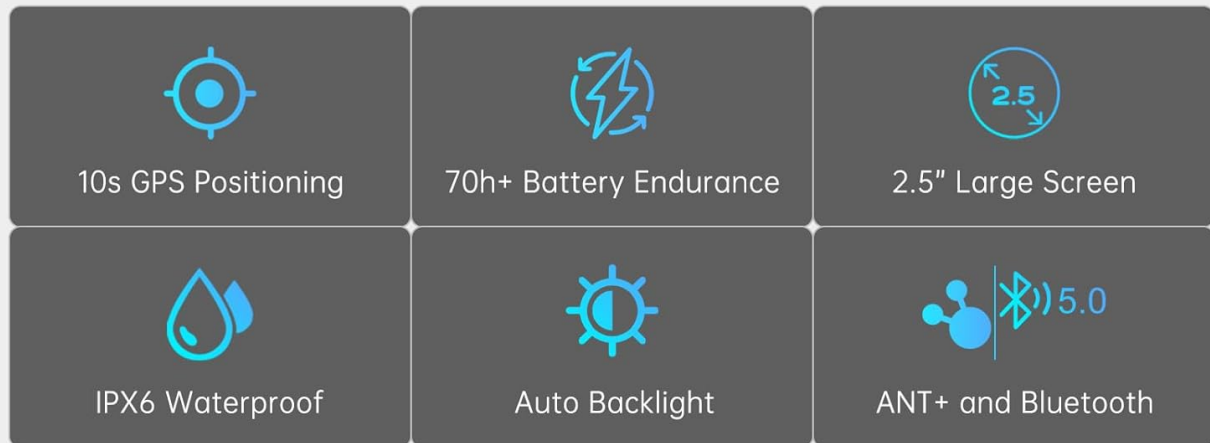 2.5
10s GPS Positioning
70h+ Battery Endurance
2.5" Large Screen
5.0
IPX6 Waterproof
Auto Backlight
ANT+ and Bluetooth